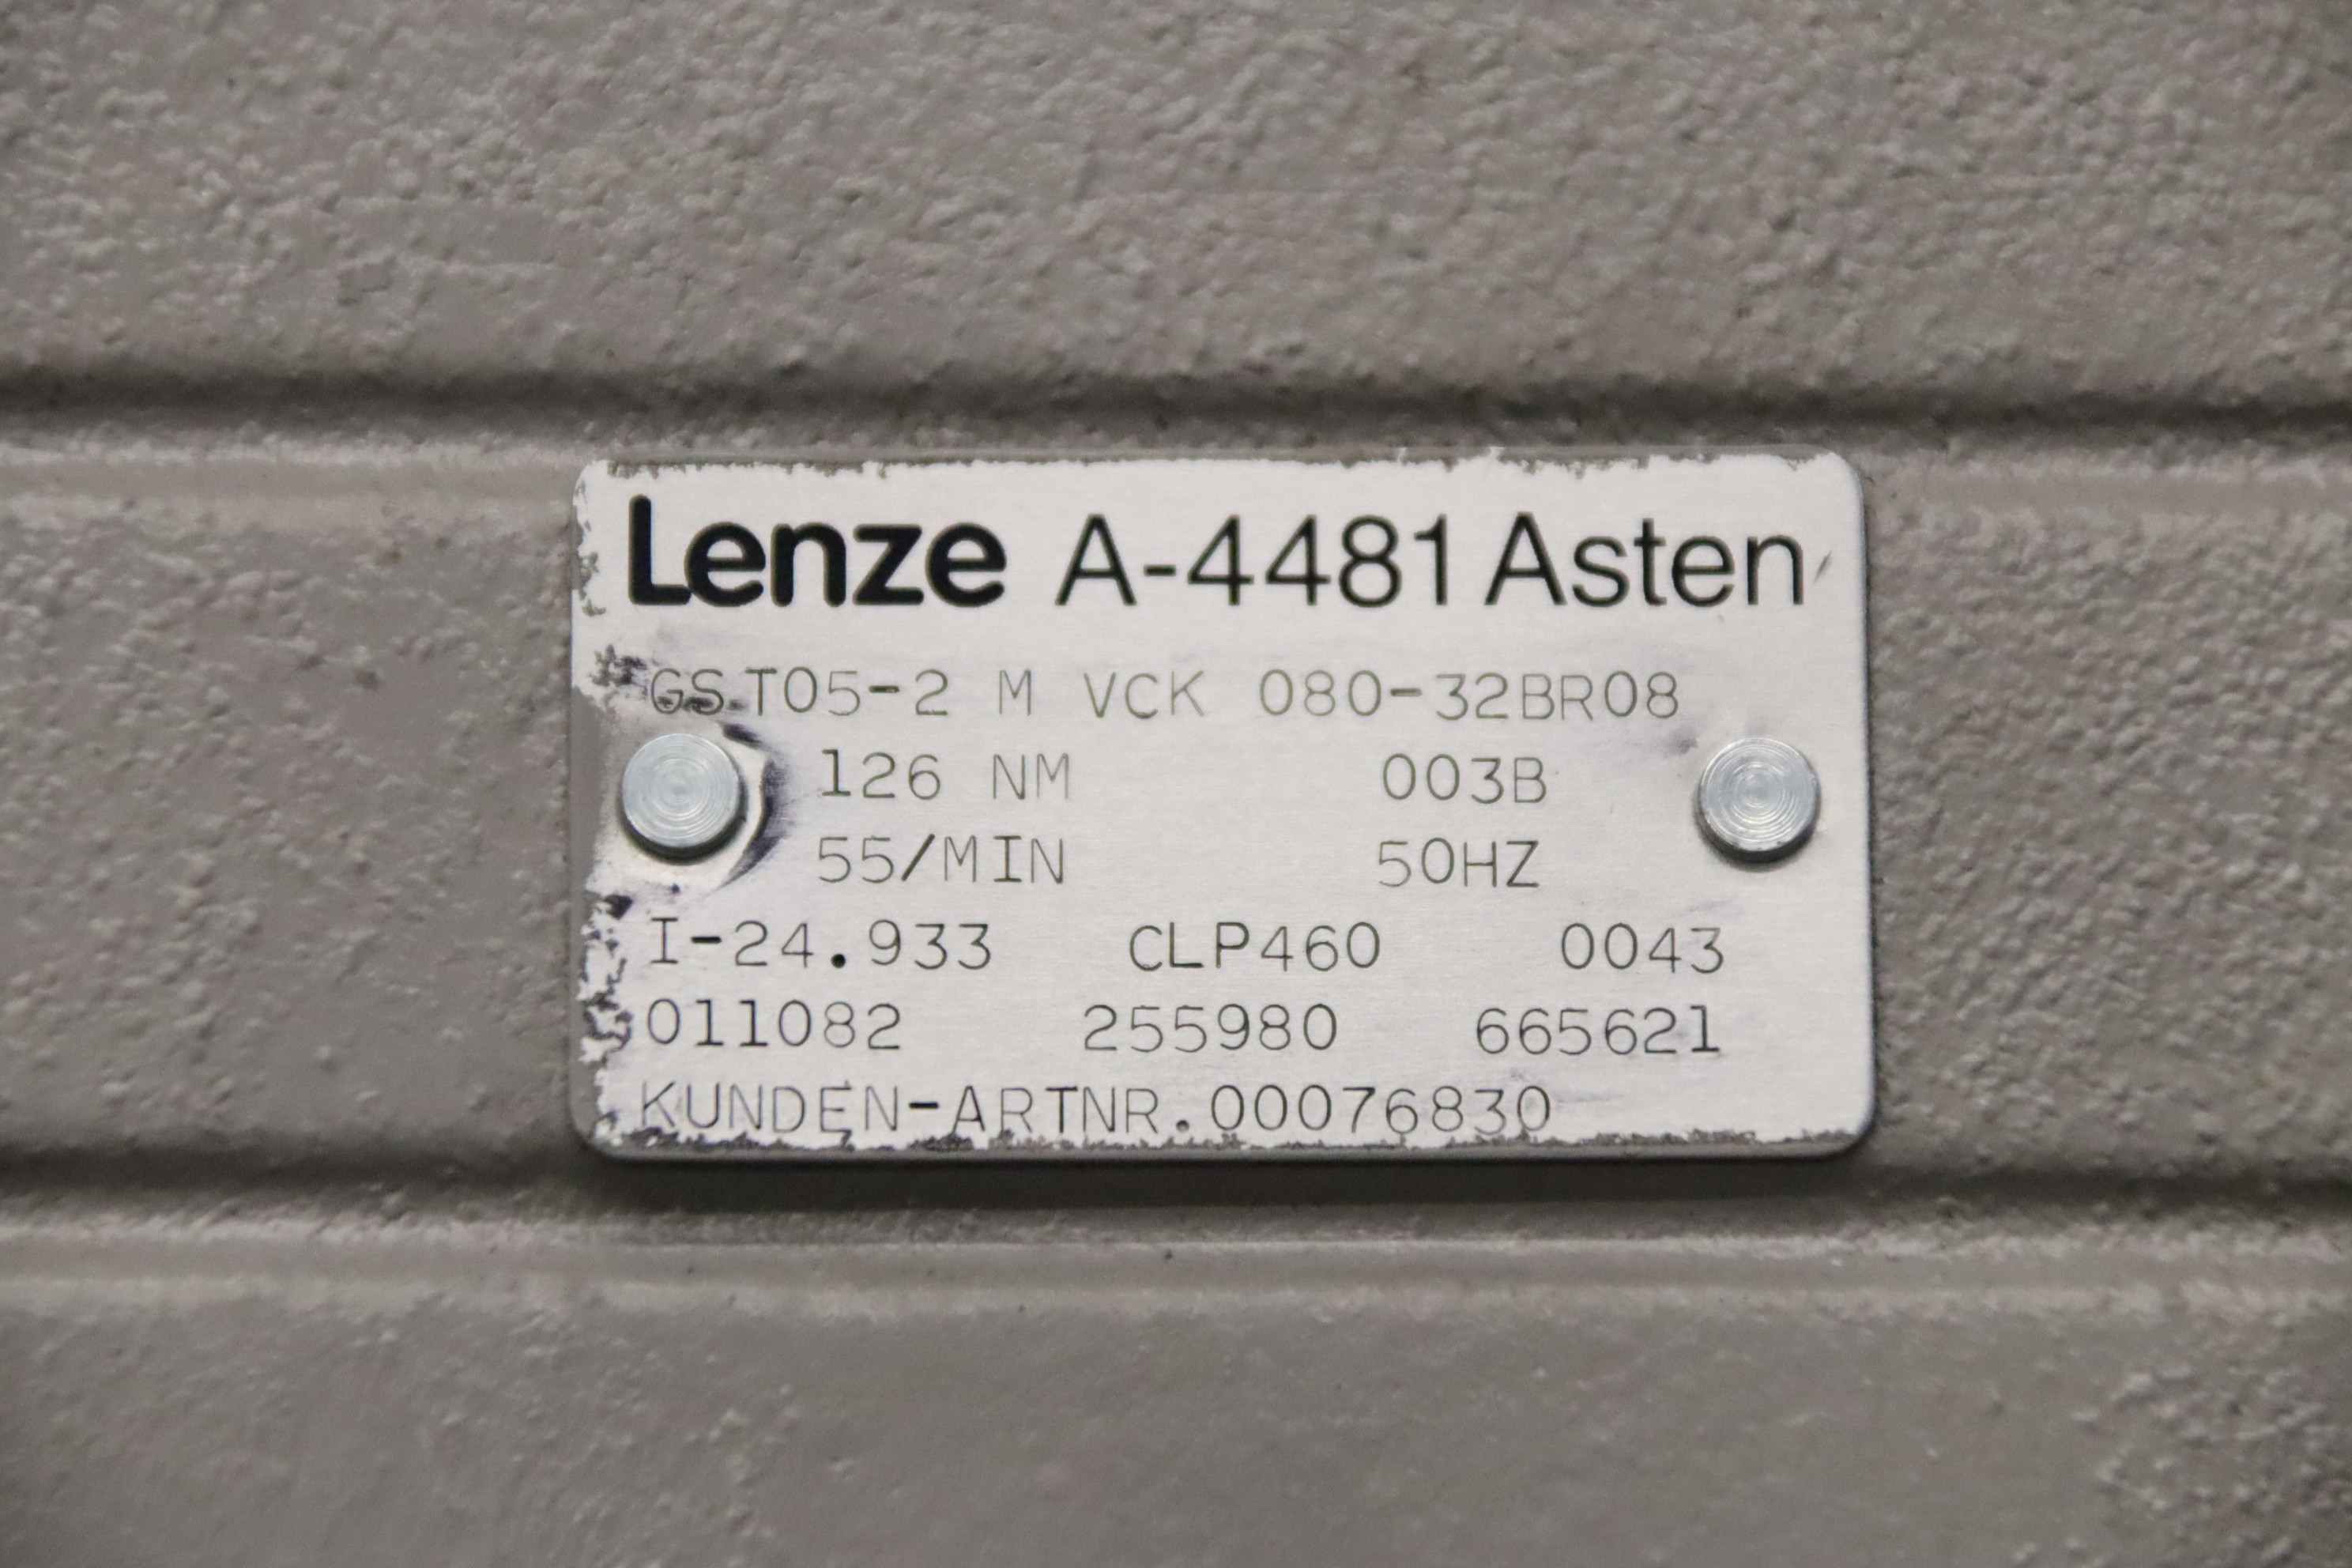 Lenze A-4481 Asten
GST05-2 M VCK 080-32BR08
126 NM 003B
55/MIN 50HZ
I-24.933 CLP460 0043
011082 255980 665621
KUNDEN-ARTNR.00076830